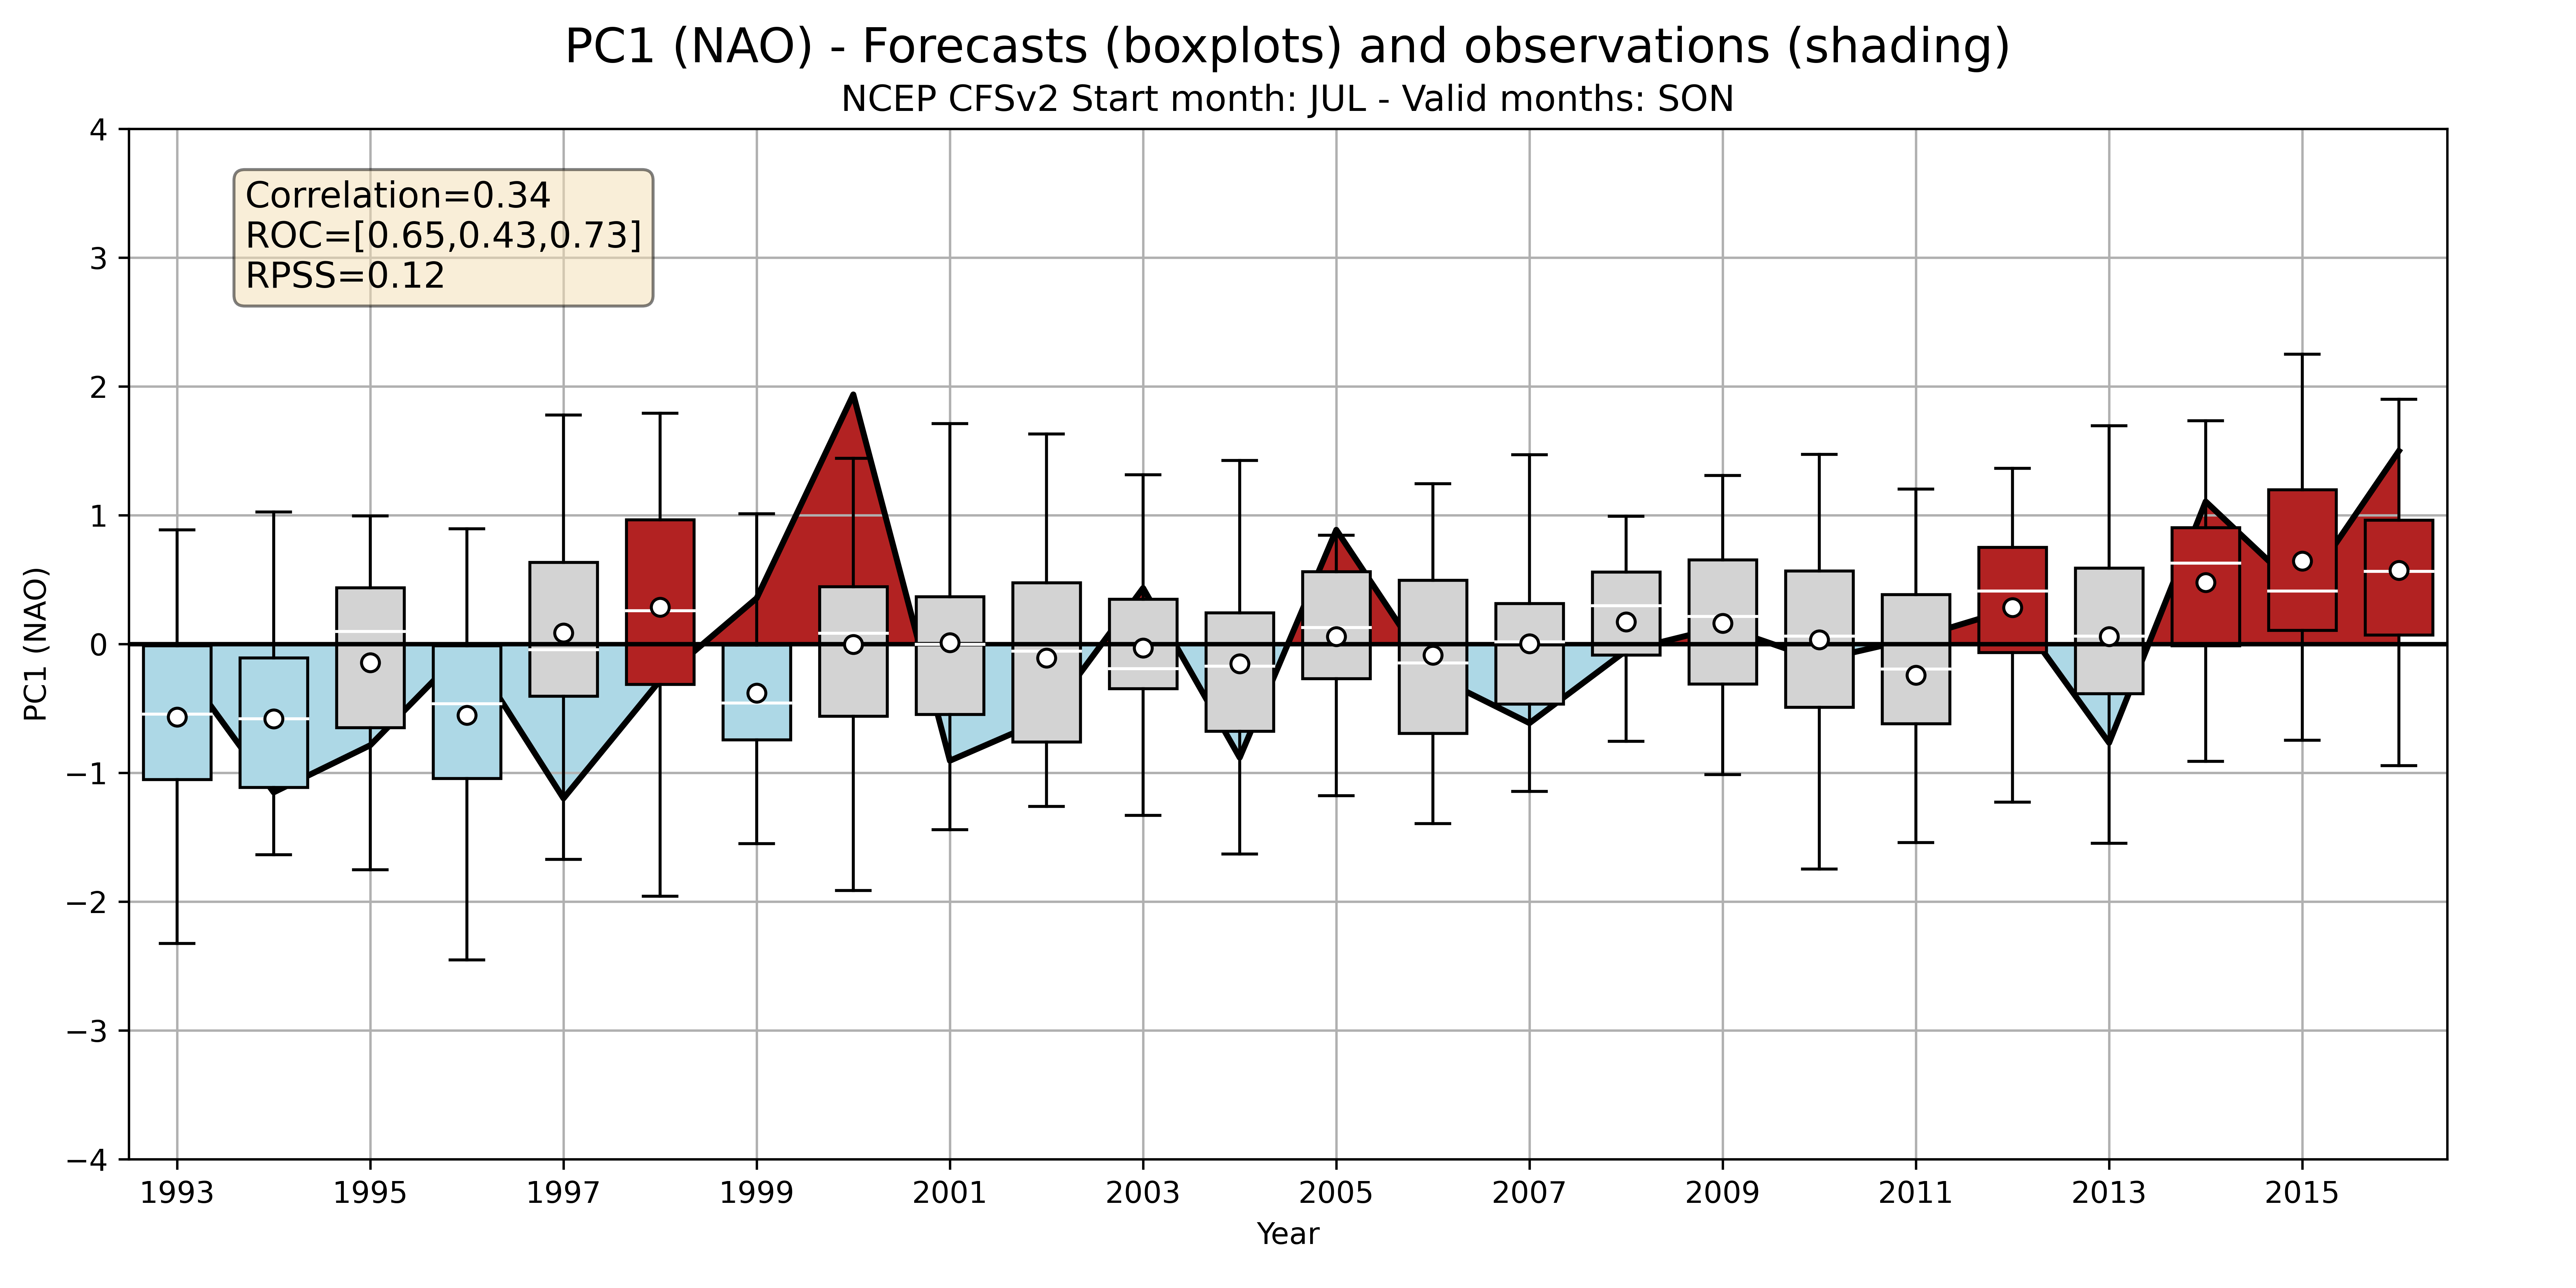 PC1 (NAO) - Forecasts (boxplots) and observations (shading)
NCEP CFSv2 Start month: JUL - Valid months: SON
Correlation=0.34
ROC=[0.65,0.43,0.73]
RPSS=0.12
PC1 (NAO)
4
3
2
1
0
−1
−2
−3
−4
1993 1995 1997 1999 2001 2003 2005 2007 2009 2011 2013 2015
Year